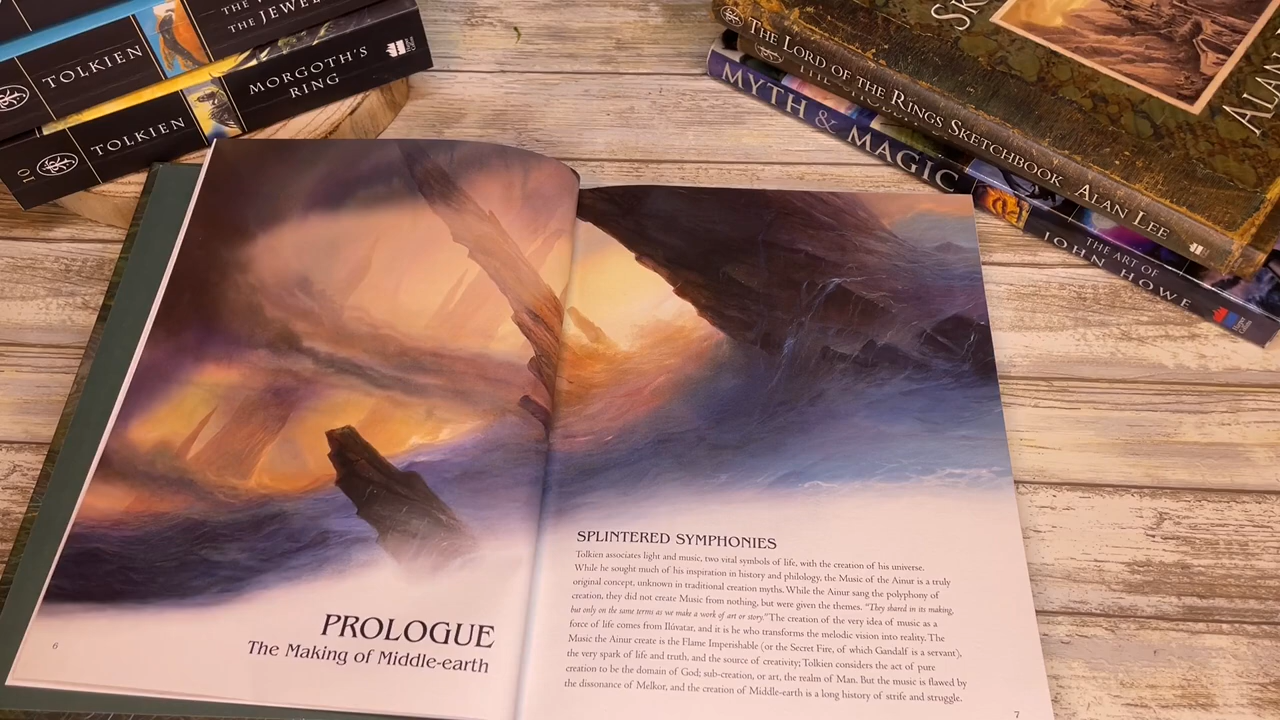 THE
THE JEWEL
TOLKIEN
MORGOTH'S
RING
10
TOLKIEN
THE LORD OF THE RINGS SKETCHBOOK ALAN LEE
MYTH & MAGIC
THE ART OF
JOHN HOWE
SK
ALAN
6
PROLOGUE
The Making of Middle-earth
SPLINTERED SYMPHONIES
Tolkien associates light and music, two vital symbols of life, with the creation of his universe.
While he sought much of his inspiration in history and philology, the Music of the Ainur is a truly
original concept, unknown in traditional creation myths. While the Ainur sang the polyphony of
creation, they did not create Music from nothing, but were given the themes. "They shared in its making,
but only on the same terms as we make a work of art or story." The creation of the very idea of music as a
force of life comes from Ilúvatar, and it is he who transforms the melodic vision into reality. The
Music the Ainur create is the Flame Imperishable (or the Secret Fire, of which Gandalf is a servant),
the very spark of life and truth, and the source of creativity; Tolkien considers the act of pure
creation to be the domain of God; sub-creation, or art, the realm of Man. But the music is flawed by
the dissonance of Melkor, and the creation of Middle-earth is a long history of strife and struggle.
7